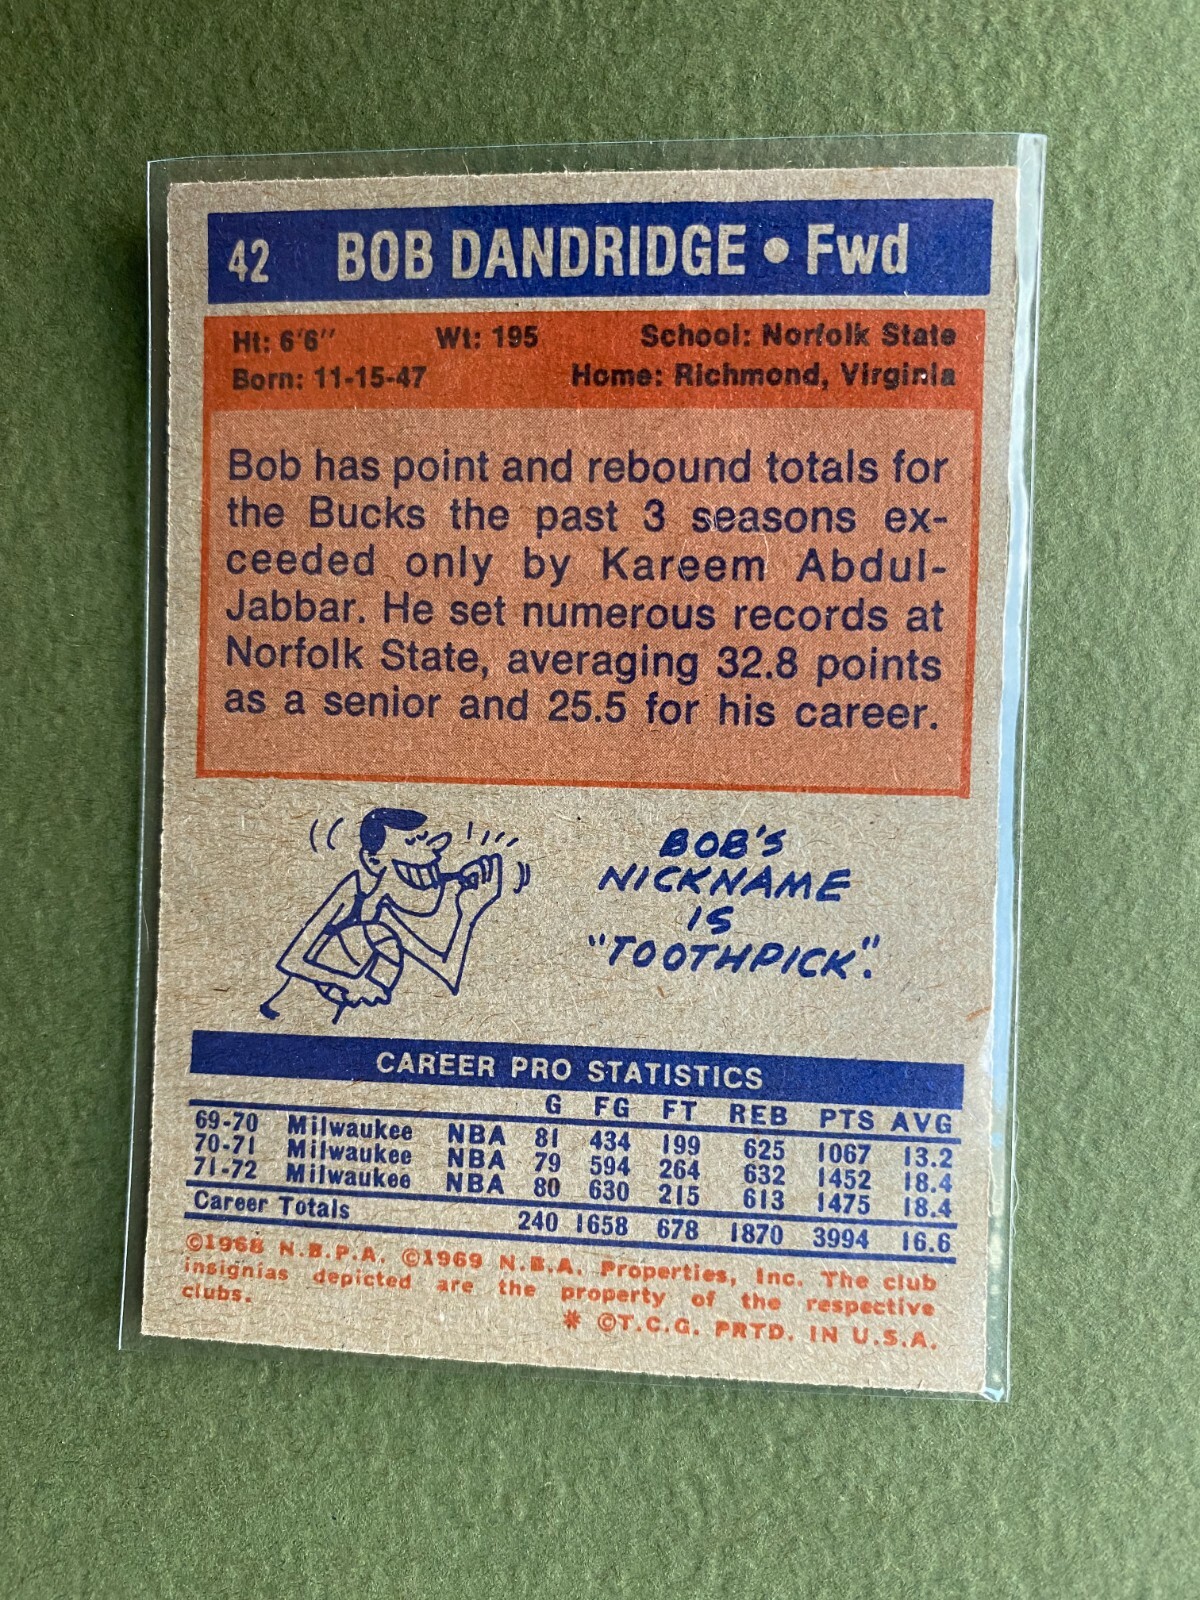 42 BOB DANDRIDGE • Fwd
Ht: 6'6" Wt: 195 School: Norfolk State
Born: 11-15-47 Home: Richmond, Virginia
Bob has point and rebound totals for
the Bucks the past 3 seasons ex-
ceeded only by Kareem Abdul-
Jabbar. He set numerous records at
Norfolk State, averaging 32.8 points
as a senior and 25.5 for his career.
BOB'S
NICKNAME
IS
"TOOTHPICK".
CAREER PRO STATISTICS
G FG FT REB PTS AVG
69-70 Milwaukee NBA 81 434 199 625 1067 13.2
70-71 Milwaukee NBA 79 594 264 632 1452 18.4
71-72 Milwaukee NBA 80 630 215 613 1475 18.4
Career Totals 240 1658 678 1870 3994 16.6
©1968 N.B.P.A. ©1969 N.B.A. Properties, Inc. The club
insignias depicted are the property of the respective
clubs.
* ©T.C.G. PRTD. IN U.S.A.